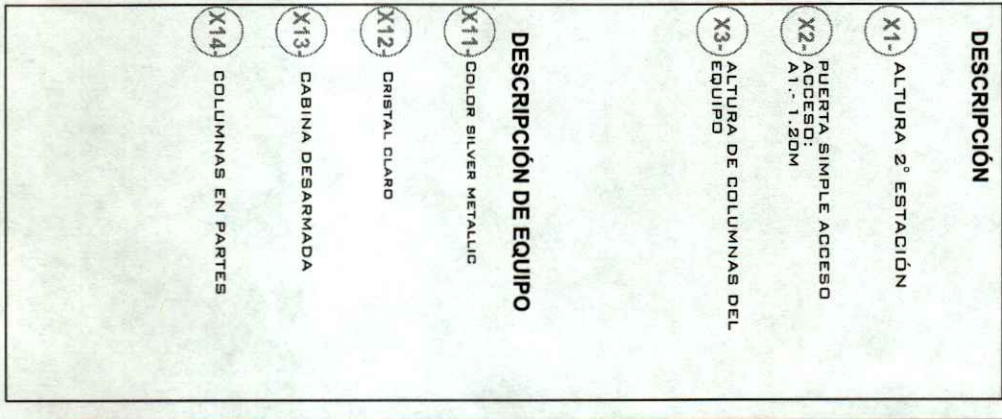 DESCRIPCIÓN
X1- ALTURA 2° ESTACIÓN
X2- PUERTA SIMPLE ACCESO
ACCESO:
A1.- 1.20M
X3- ALTURA DE COLUMNAS DEL
EQUIPO
DESCRIPCIÓN DE EQUIPO
X11- COLOR SILVER METALLIC
X12- CRISTAL CLARO
X13- CABINA DESARMADA
X14- COLUMNAS EN PARTES